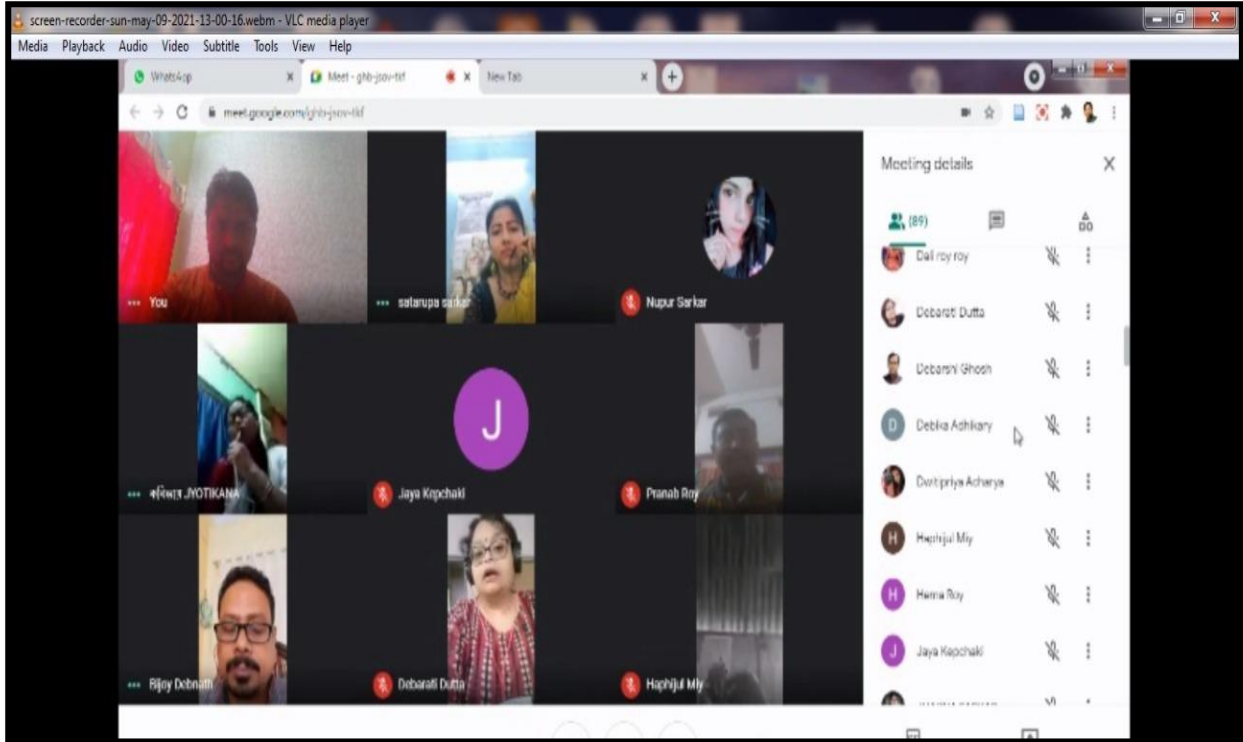 screen-recorder-sun-may-09-2021-13-00-16.webm - VLC media player
Media Playback Audio Video Subtitle Tools View Help
WhatsApp
Meet - ghb-jsov-tkf
New Tab
meet.google.com/ghb-jsov-tkf
Meeting details
(89)
You
satarupa sarkar
Nupur Sarkar
JYOTIKANA
J
Jaya Kepchaki
Pranab Roy
Bijoy Debnath
Debarati Dutta
Haphijul Miy
Dali roy roy
Debarati Dutta
Debarshi Ghosh
D
Debika Adhikary
Dwitipriya Acharya
H
Haphijul Miy
H
Hema Roy
J
Jaya Kepchaki